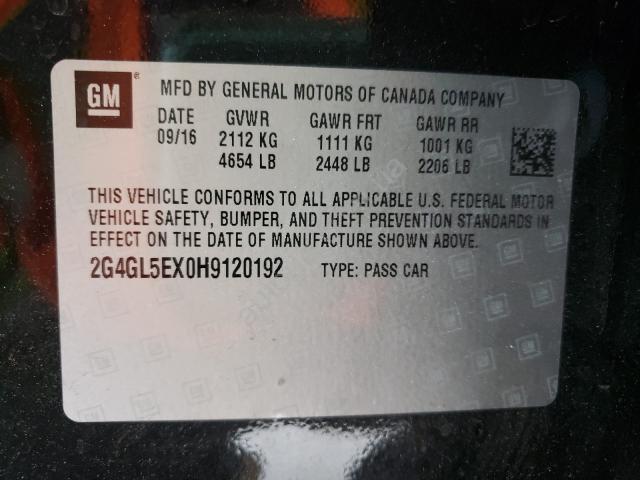 GM ® MFD BY GENERAL MOTORS OF CANADA COMPANY
DATE GVWR GAWR FRT GAWR RR
09/16 2112 KG 1111 KG 1001 KG
4654 LB 2448 LB 2206 LB
THIS VEHICLE CONFORMS TO ALL APPLICABLE U.S. FEDERAL MOTOR
VEHICLE SAFETY, BUMPER, AND THEFT PREVENTION STANDARDS IN
EFFECT ON THE DATE OF MANUFACTURE SHOWN ABOVE.
2G4GL5EX0H9120192 TYPE: PASS CAR